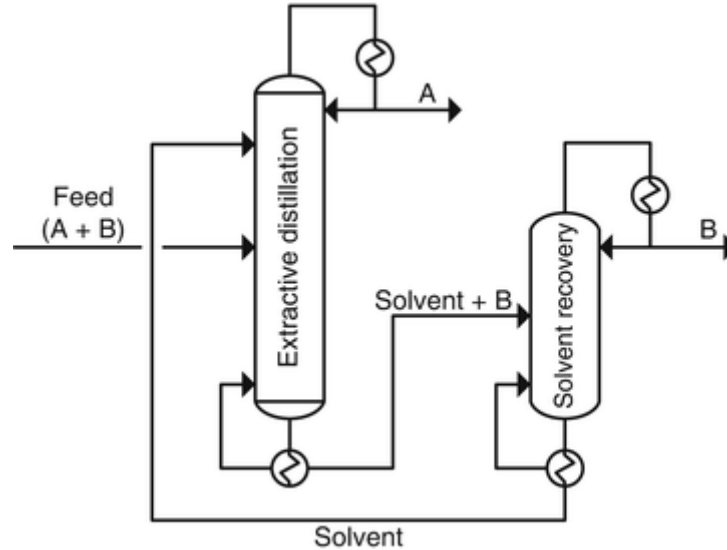 A
Feed
(A + B)
Extractive distillation
B
Solvent + B
Solvent recovery
Solvent